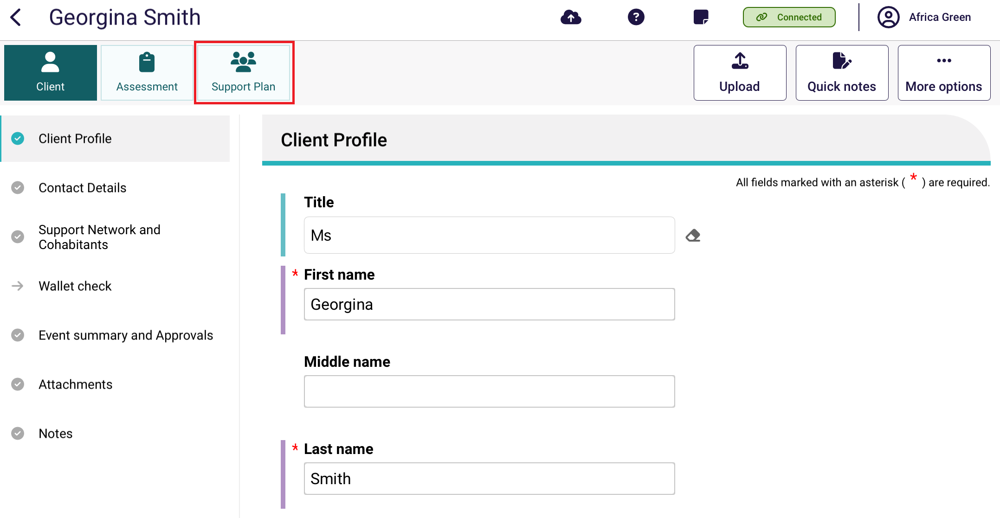 Georgina Smith
?
Connected
Africa Green
Client
Assessment
Support Plan
Upload
Quick notes
More options
Client Profile
Contact Details
Support Network and
Cohabitants
Wallet check
Event summary and Approvals
Attachments
Notes
Client Profile
All fields marked with an asterisk ( * ) are required.
Title
Ms
* First name
Georgina
Middle name
* Last name
Smith